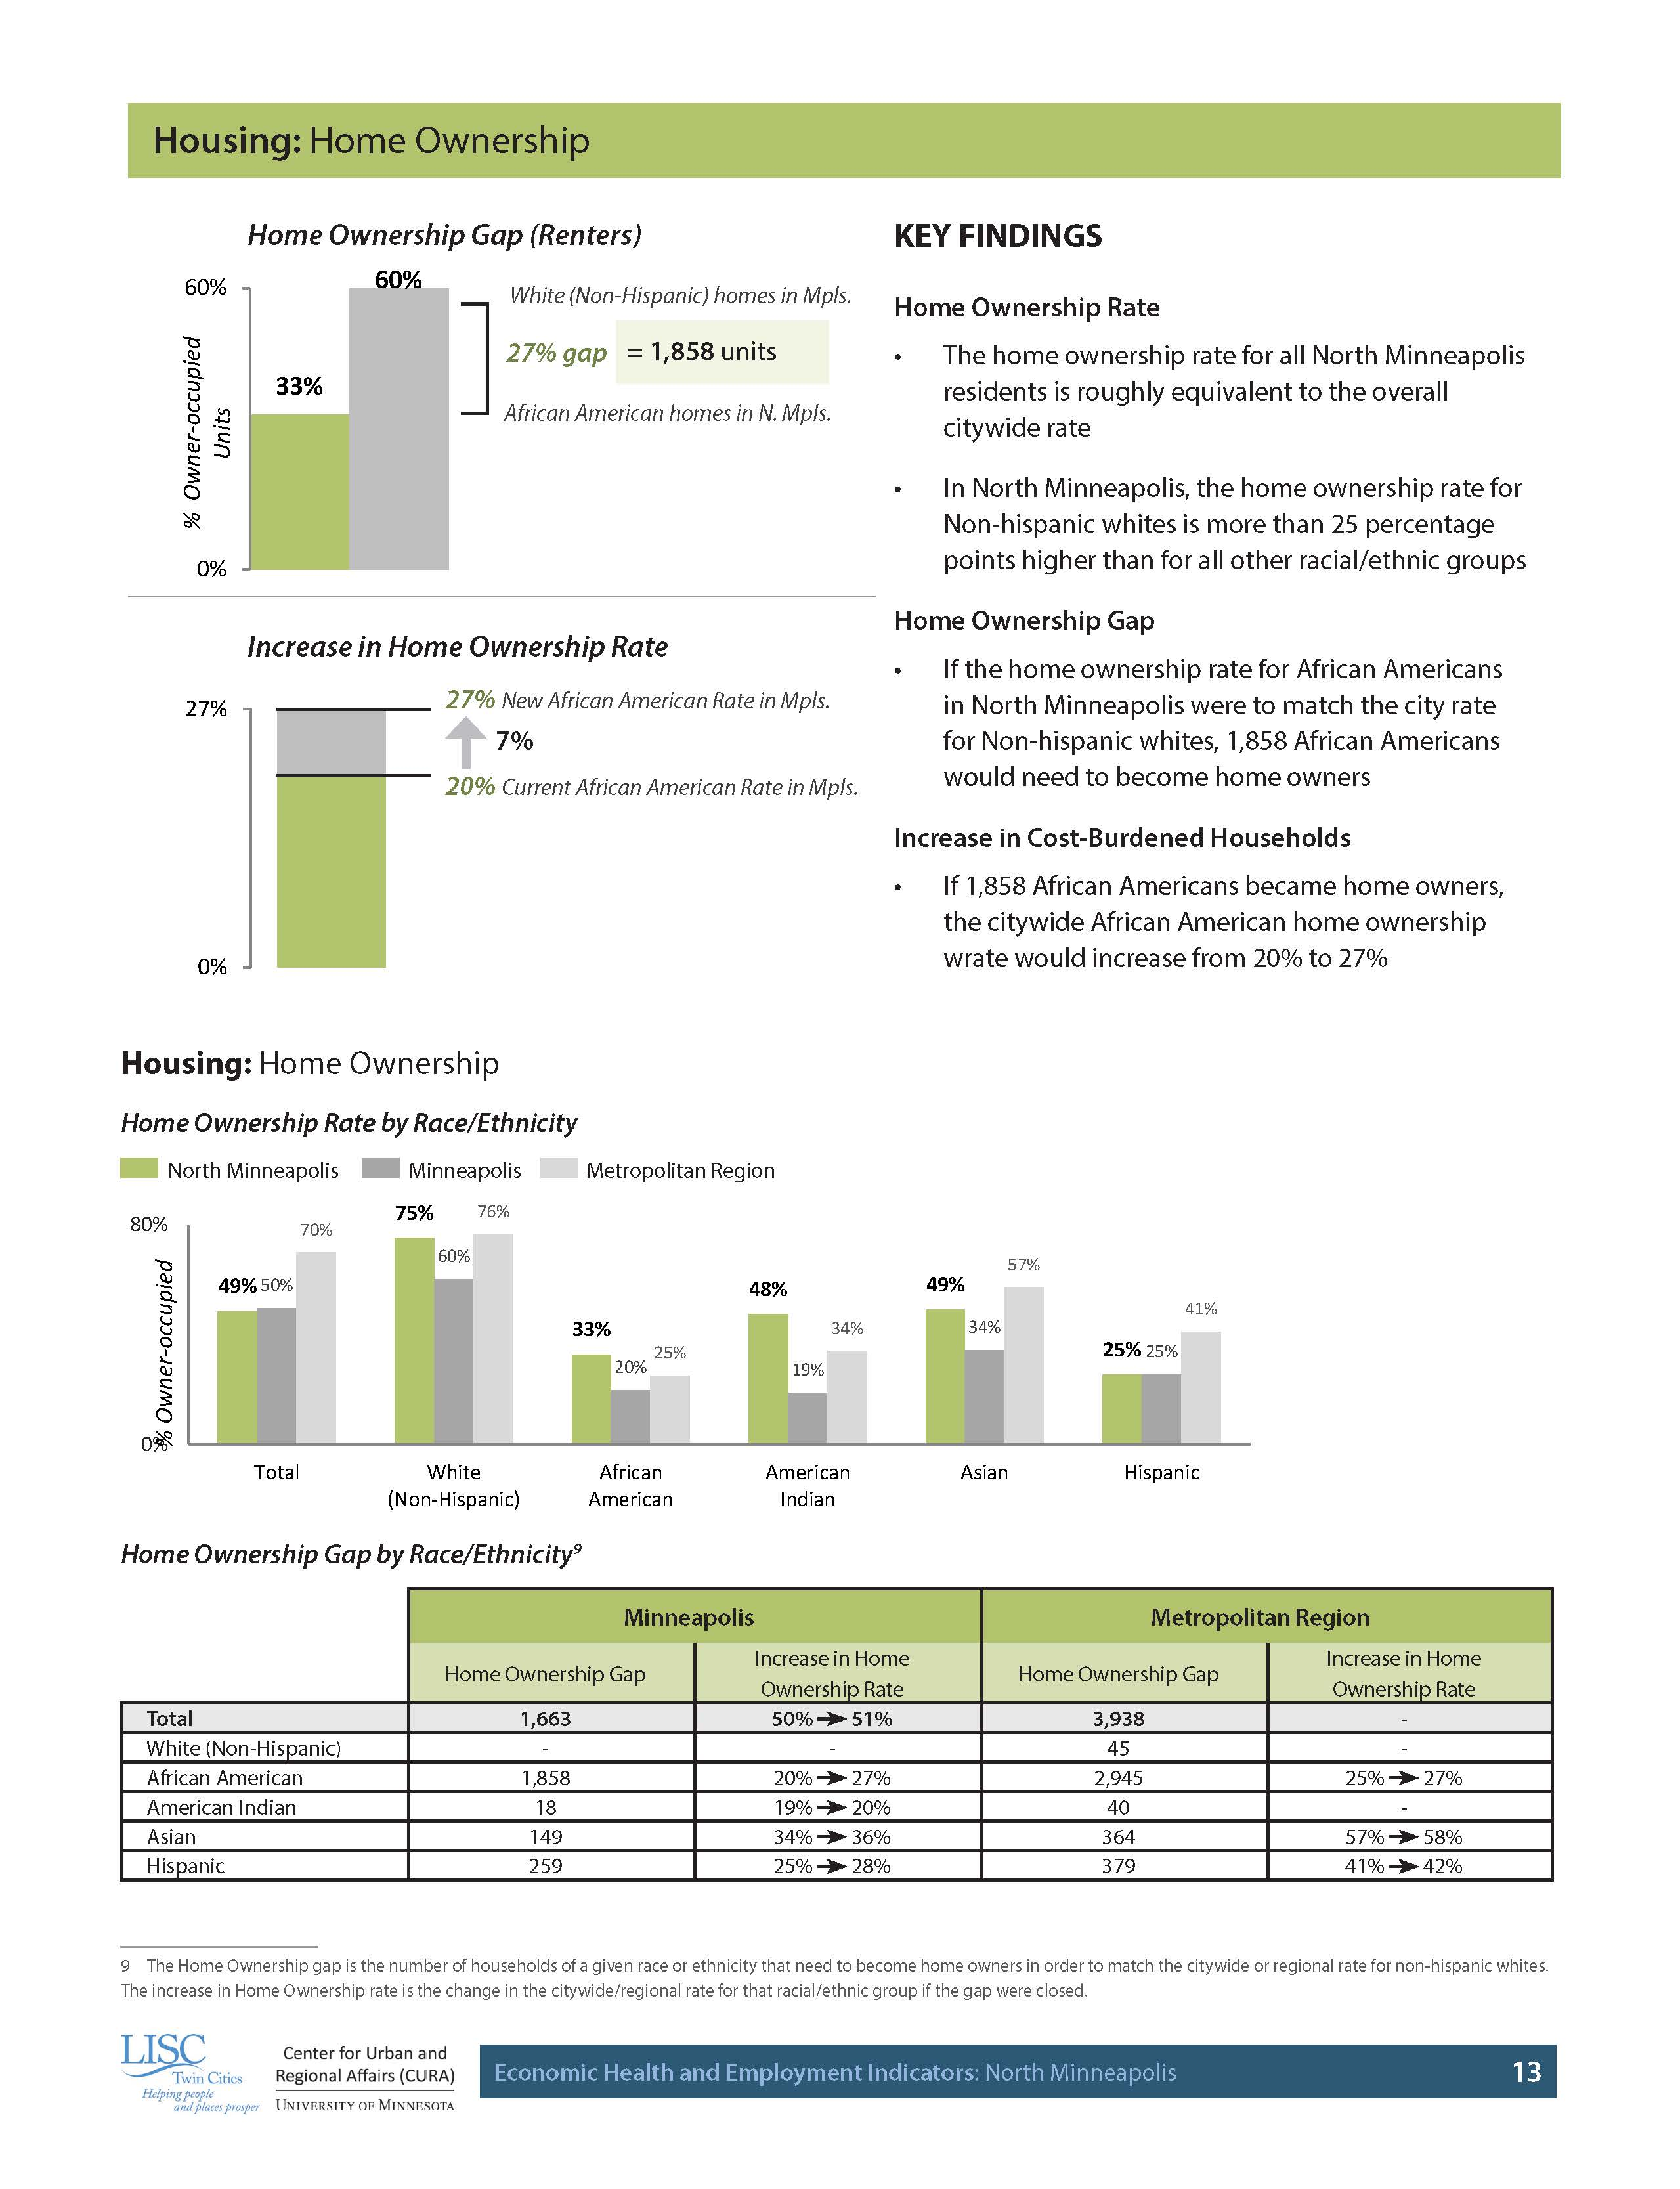 Housing: Home Ownership
Home Ownership Gap (Renters)
60%
0%
% Owner-occupied
Units
33%
60%
White (Non-Hispanic) homes in Mpls.
27% gap = 1,858 units
African American homes in N. Mpls.
Increase in Home Ownership Rate
27%
0%
27% New African American Rate in Mpls.
7%
20% Current African American Rate in Mpls.
KEY FINDINGS
Home Ownership Rate
• The home ownership rate for all North Minneapolis
residents is roughly equivalent to the overall
citywide rate
• In North Minneapolis, the home ownership rate for
Non-hispanic whites is more than 25 percentage
points higher than for all other racial/ethnic groups
Home Ownership Gap
• If the home ownership rate for African Americans
in North Minneapolis were to match the city rate
for Non-hispanic whites, 1,858 African Americans
would need to become home owners
Increase in Cost-Burdened Households
• If 1,858 African Americans became home owners,
the citywide African American home ownership
wrate would increase from 20% to 27%
Housing: Home Ownership
Home Ownership Rate by Race/Ethnicity
North Minneapolis Minneapolis Metropolitan Region
80%
0%
% Owner-occupied
49% 50% 70%
75% 60% 76%
33% 20% 25%
48% 19% 34%
49% 34% 57%
25% 25% 41%
Total White African American Asian Hispanic
(Non-Hispanic) American Indian
Home Ownership Gap by Race/Ethnicity9
Minneapolis Metropolitan Region
Home Ownership Gap Increase in Home Home Ownership Gap Increase in Home
Ownership Rate Ownership Rate
Total 1,663 50% ➔ 51% 3,938 -
White (Non-Hispanic) - - 45 -
African American 1,858 20% ➔ 27% 2,945 25% ➔ 27%
American Indian 18 19% ➔ 20% 40 -
Asian 149 34% ➔ 36% 364 57% ➔ 58%
Hispanic 259 25% ➔ 28% 379 41% ➔ 42%
9 The Home Ownership gap is the number of households of a given race or ethnicity that need to become home owners in order to match the citywide or regional rate for non-hispanic whites.
The increase in Home Ownership rate is the change in the citywide/regional rate for that racial/ethnic group if the gap were closed.
LISC
Twin Cities
Helping people
and places prosper
Center for Urban and
Regional Affairs (CURA)
UNIVERSITY OF MINNESOTA
Economic Health and Employment Indicators: North Minneapolis 13